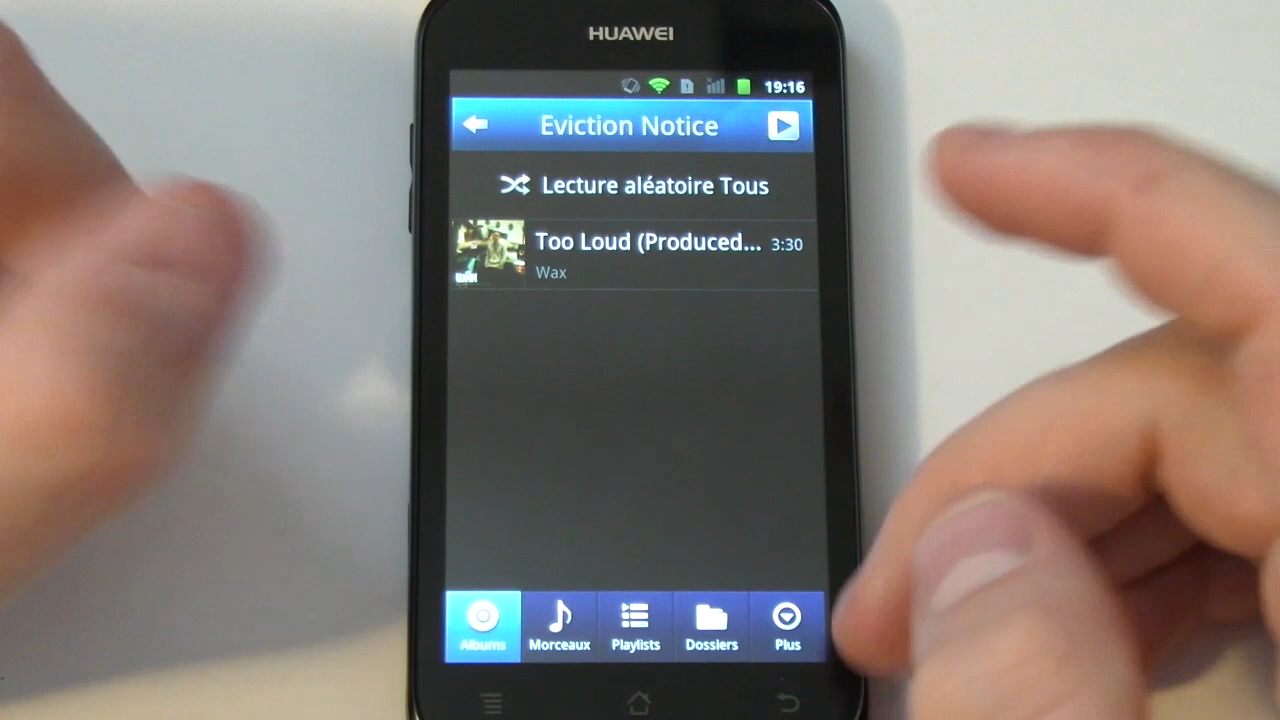 HUAWEI
19:16
Eviction Notice
Lecture aléatoire Tous
Too Loud (Produced... 3:30
Wax
WAX
Albums Morceaux Playlists Dossiers Plus